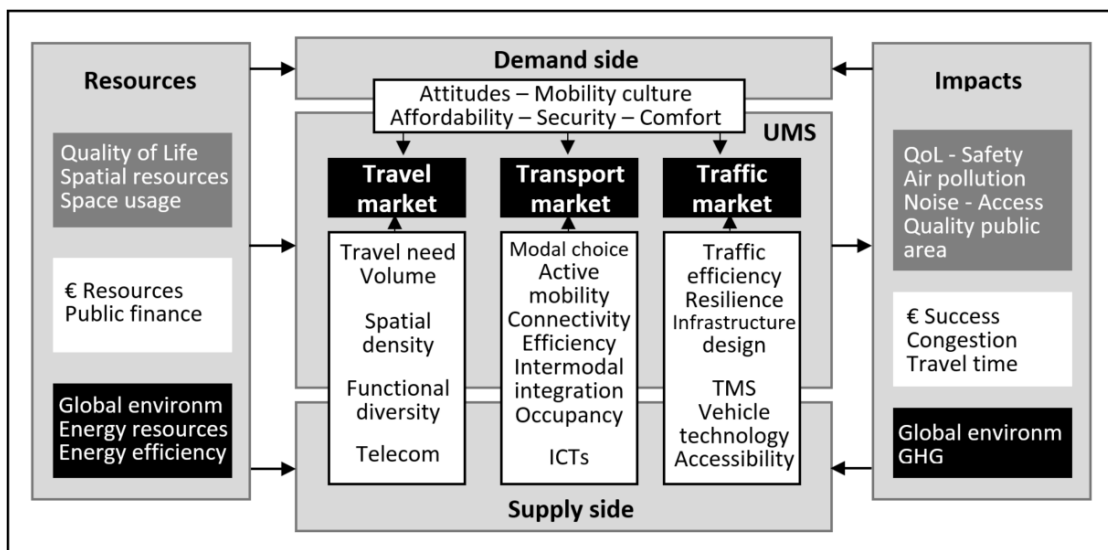 Resources
Quality of Life
Spatial resources
Space usage
€ Resources
Public finance
Global environm
Energy resources
Energy efficiency
Demand side
Attitudes – Mobility culture
Affordability – Security – Comfort
UMS
Travel
market
Travel need
Volume
Spatial
density
Functional
diversity
Telecom
Transport
market
Modal choice
Active
mobility
Connectivity
Efficiency
Intermodal
integration
Occupancy
ICTs
Traffic
market
Traffic
efficiency
Resilience
Infrastructure
design
TMS
Vehicle
technology
Accessibility
Supply side
Impacts
QoL - Safety
Air pollution
Noise - Access
Quality public
area
€ Success
Congestion
Travel time
Global environm
GHG